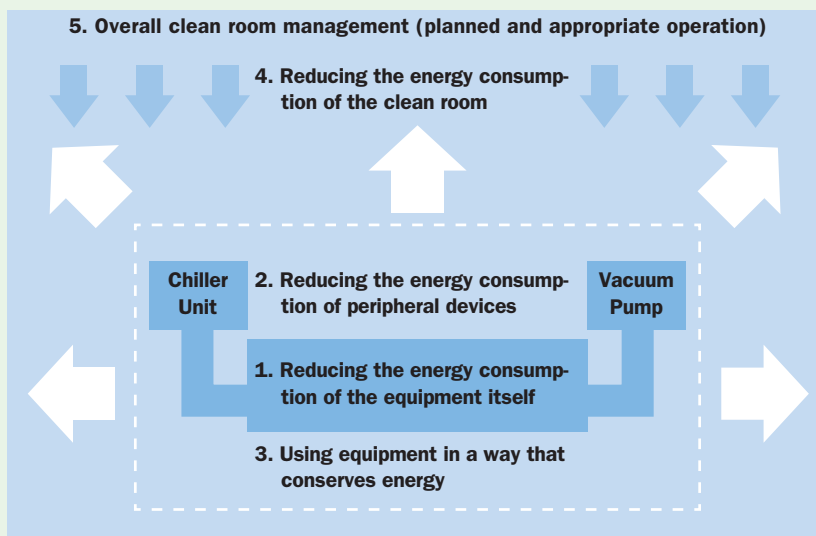 5. Overall clean room management (planned and appropriate operation)
4. Reducing the energy consump-
tion of the clean room
Chiller
Unit
2. Reducing the energy consump-
tion of peripheral devices
Vacuum
Pump
1. Reducing the energy consump-
tion of the equipment itself
3. Using equipment in a way that
conserves energy